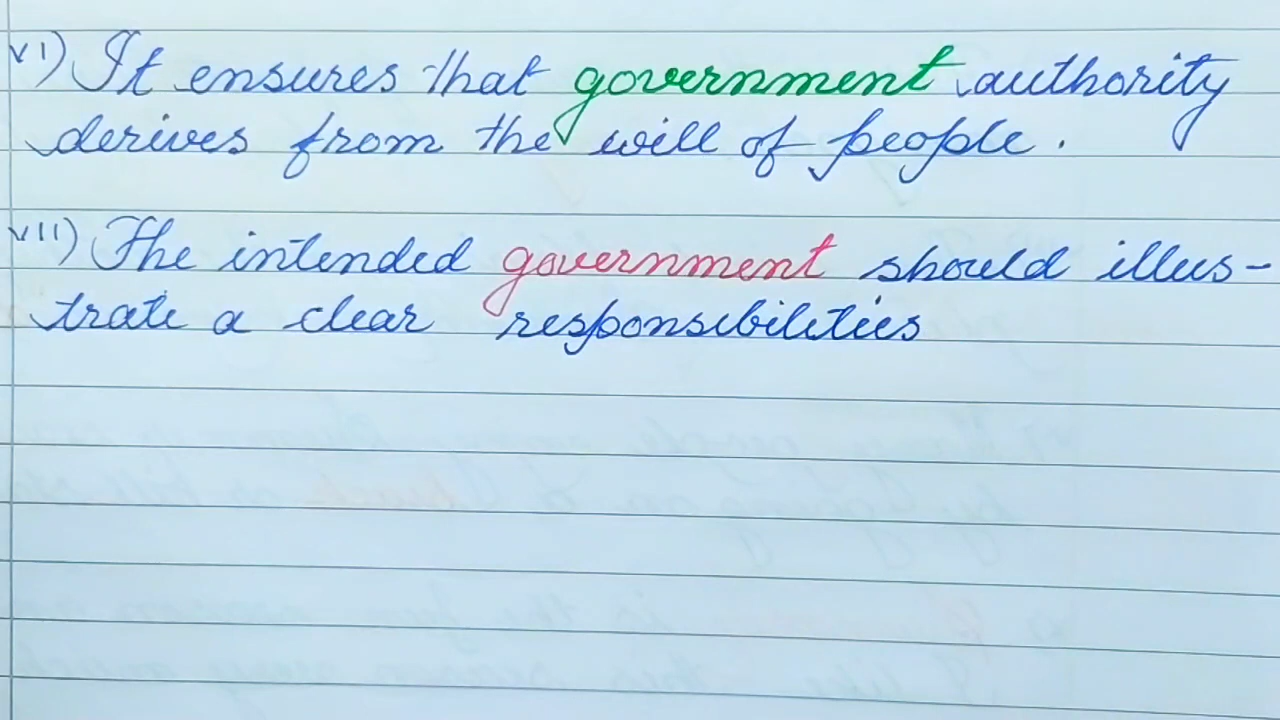 vi) It ensures that government authority
derives from the will of people.
vii) The intended government should illus-
trate a clear responsibilities